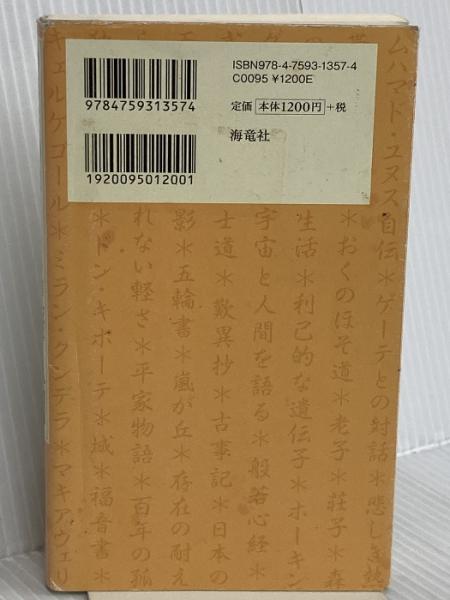 ISBN978-4-7593-1357-4
C0095 ¥1200E
定価 本体1200円 +税
海竜社
9784759313574
1920095012001
ムハマド・ユヌス自伝＊ゲーテとの対話＊悲しき熱
＊おくのほそ道＊老子＊荘子＊森
生活＊利己的な遺伝子＊ホーキン
宇宙と人間を語る＊般若心経＊
士道＊歎異抄＊古事記＊日本の
影＊五輪書＊嵐が丘＊存在の耐え
れない軽さ＊平家物語＊百年の孤
＊ドン・キホーテ＊城＊福音書＊
キェルケゴール＊ミラン・クンデラ＊マキアヴェリ